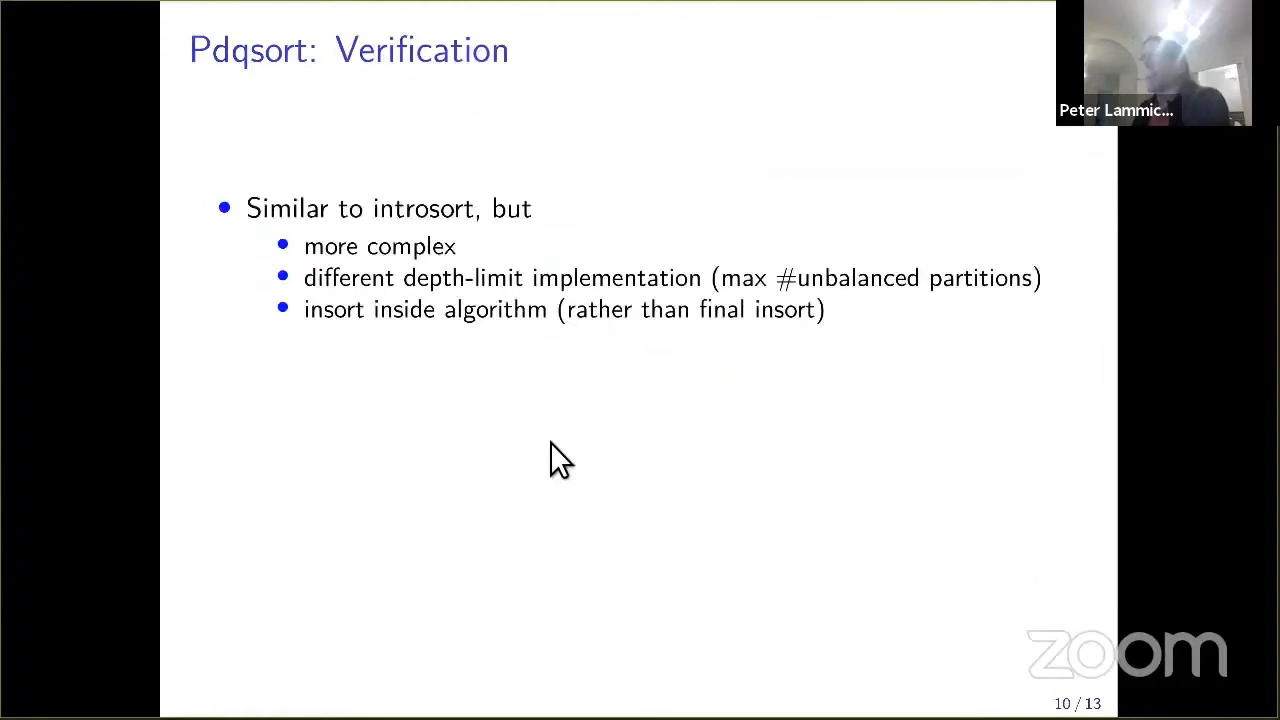 Pdqsort: Verification
Peter Lammic...
Similar to introsort, but
more complex
different depth-limit implementation (max #unbalanced partitions)
insort inside algorithm (rather than final insort)
zoom
10 / 13